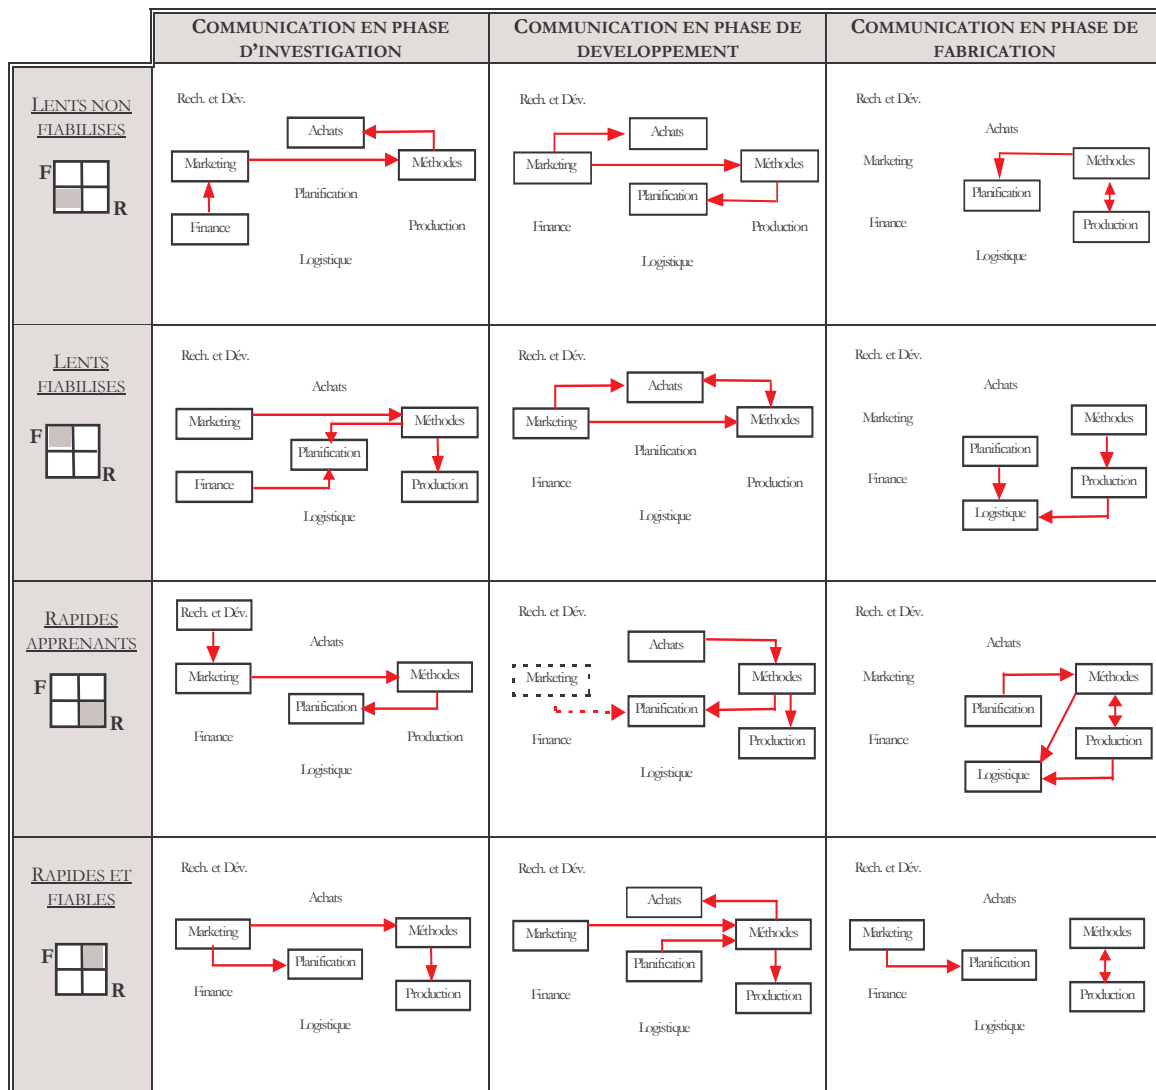 COMMUNICATION EN PHASE
D'INVESTIGATION
COMMUNICATION EN PHASE DE
DEVELOPPEMENT
COMMUNICATION EN PHASE DE
FABRICATION
LENTS NON
FIABILISES
F
R
Rech. et Dév.
Achats
Marketing
Méthodes
Planification
Finance
Production
Logistique
Rech. et Dév.
Achats
Marketing
Méthodes
Planification
Finance
Production
Logistique
Rech. et Dév.
Achats
Marketing
Méthodes
Planification
Finance
Production
Logistique
LENTS
FIABILISES
F
R
Rech. et Dév.
Achats
Marketing
Méthodes
Planification
Finance
Production
Logistique
Rech. et Dév.
Achats
Marketing
Méthodes
Planification
Finance
Production
Logistique
Rech. et Dév.
Achats
Marketing
Méthodes
Planification
Finance
Production
Logistique
RAPIDES
APPRENANTS
F
R
Rech. et Dév.
Achats
Marketing
Méthodes
Planification
Finance
Production
Logistique
Rech. et Dév.
Achats
Marketing
Méthodes
Planification
Finance
Production
Logistique
Rech. et Dév.
Achats
Marketing
Méthodes
Planification
Finance
Production
Logistique
RAPIDES ET
FIABLES
F
R
Rech. et Dév.
Achats
Marketing
Méthodes
Planification
Finance
Production
Logistique
Rech. et Dév.
Achats
Marketing
Méthodes
Planification
Finance
Production
Logistique
Rech. et Dév.
Achats
Marketing
Méthodes
Planification
Finance
Production
Logistique